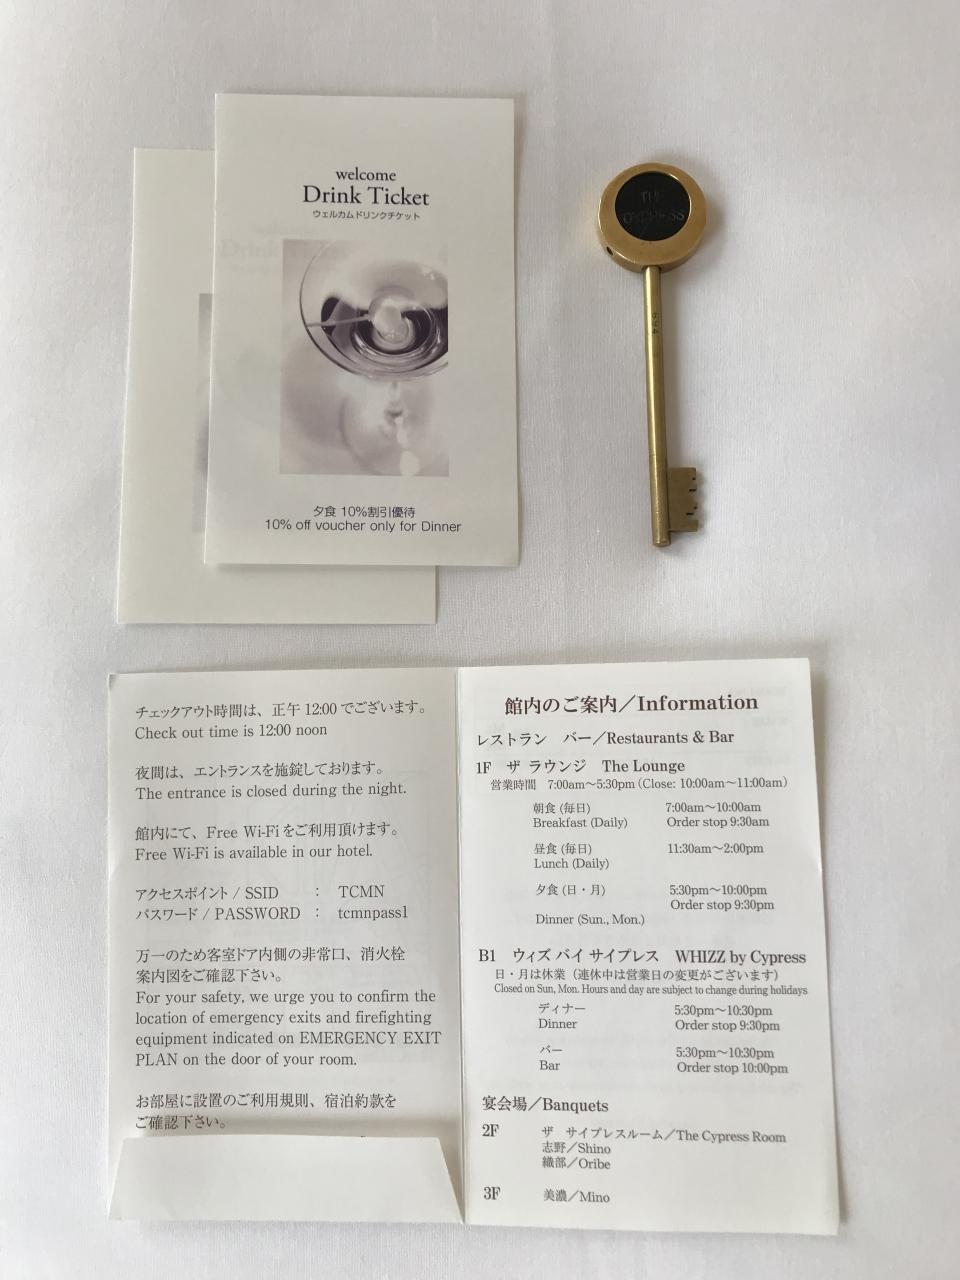 welcome
Drink Ticket
ウェルカムドリンクチケット
夕食 10%割引優待
10% off voucher only for Dinner
THE
CYPRESS
チェックアウト時間は、正午 12:00 でございます。
Check out time is 12:00 noon
夜間は、エントランスを施錠しております。
The entrance is closed during the night.
館内にて、Free Wi-Fi をご利用頂けます。
Free Wi-Fi is available in our hotel.
アクセスポイント / SSID : TCMN
パスワード / PASSWORD : tcmnpass1
万一のため客室ドア内側の非常口、消火栓
案内図をご確認下さい。
For your safety, we urge you to confirm the
location of emergency exits and firefighting
equipment indicated on EMERGENCY EXIT
PLAN on the door of your room.
お部屋に設置のご利用規則、宿泊約款を
ご確認下さい。
館内のご案内／Information
レストラン バー／Restaurants & Bar
1F ザ ラウンジ The Lounge
営業時間 7:00am～5:30pm (Close: 10:00am～11:00am)
朝食 (毎日) 7:00am～10:00am
Breakfast (Daily) Order stop 9:30am
昼食 (毎日) 11:30am～2:00pm
Lunch (Daily)
夕食 (日・月) 5:30pm～10:00pm
Order stop 9:30pm
Dinner (Sun., Mon.)
B1 ウィズ バイ サイプレス WHIZZ by Cypress
日・月は休業（連休中は営業日の変更がございます）
Closed on Sun, Mon. Hours and day are subject to change during holidays
ディナー 5:30pm～10:30pm
Dinner Order stop 9:30pm
バー 5:30pm～10:30pm
Bar Order stop 10:00pm
宴会場／Banquets
2F ザ サイプレスルーム／The Cypress Room
志野／Shino
織部／Oribe
3F 美濃／Mino